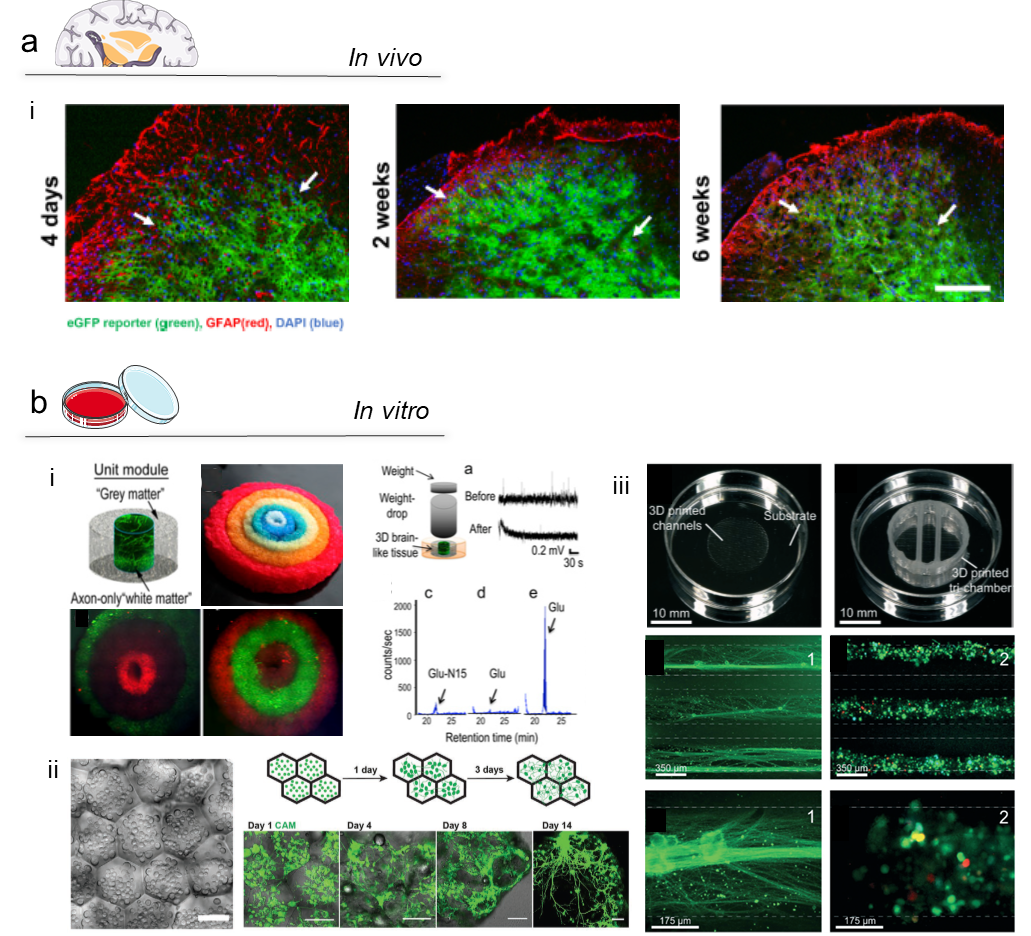 a
In vivo
i
4 days
2 weeks
6 weeks
eGFP reporter (green), GFAP(red), DAPI (blue)
b
In vitro
i
Unit module
“Grey matter”
Axon-only“white matter”
Weight
Weight-
drop
3D brain-
like tissue
a
Before
After
0.2 mV
30 s
c
d
e
2000
1500
1000
500
0
counts/sec
Glu-N15
Glu
Glu
20
25
20
25
20
25
Retention time (min)
ii
1 day
3 days
Day 1 CAM
Day 4
Day 8
Day 14
iii
3D printed
channels
Substrate
10 mm
3D printed
tri-chamber
10 mm
1
350 µm
2
350 µm
1
175 µm
2
175 µm